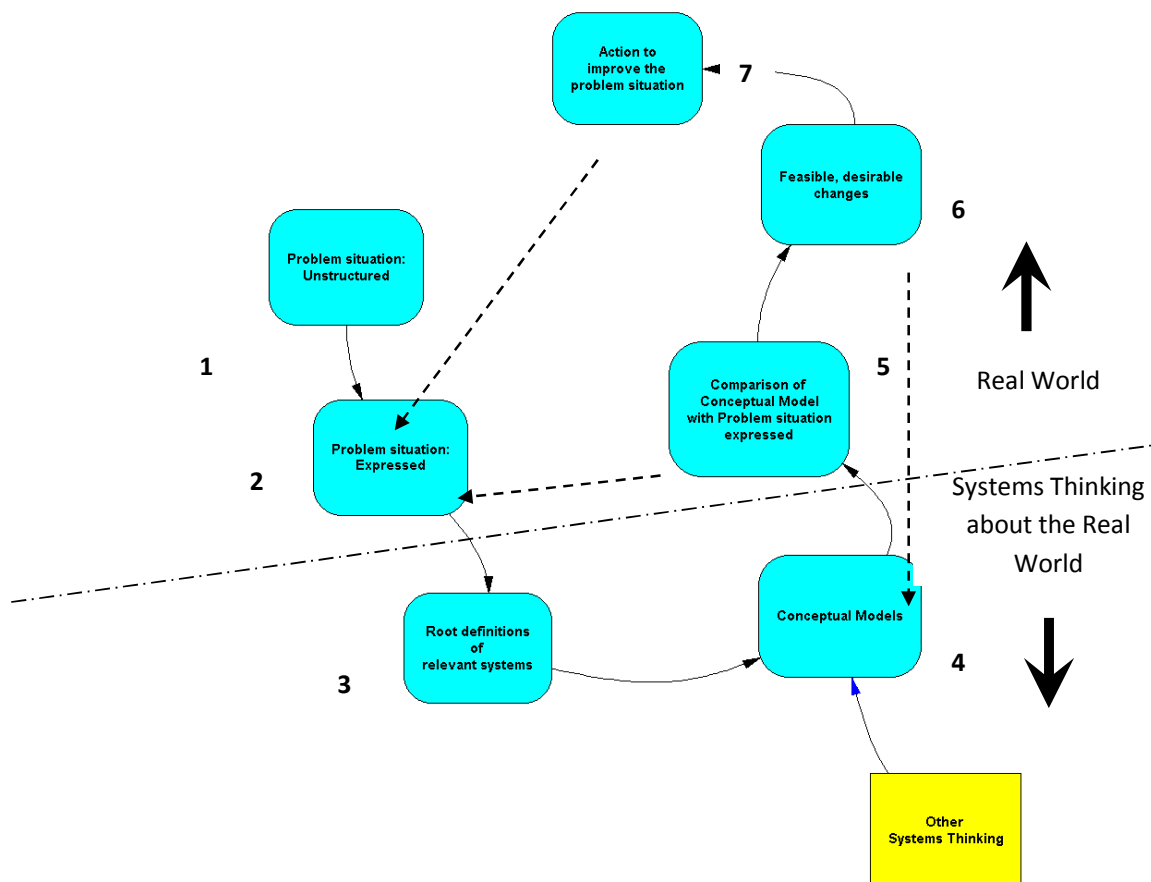 Action to
improve the
problem situation
7
Feasible, desirable
changes
6
Problem situation:
Unstructured
1
Comparison of
Conceptual Model
with Problem situation
expressed
5
Real World
Problem situation:
Expressed
2
Systems Thinking
about the Real
World
Root definitions
of
relevant systems
3
Conceptual Models
4
Other
Systems Thinking